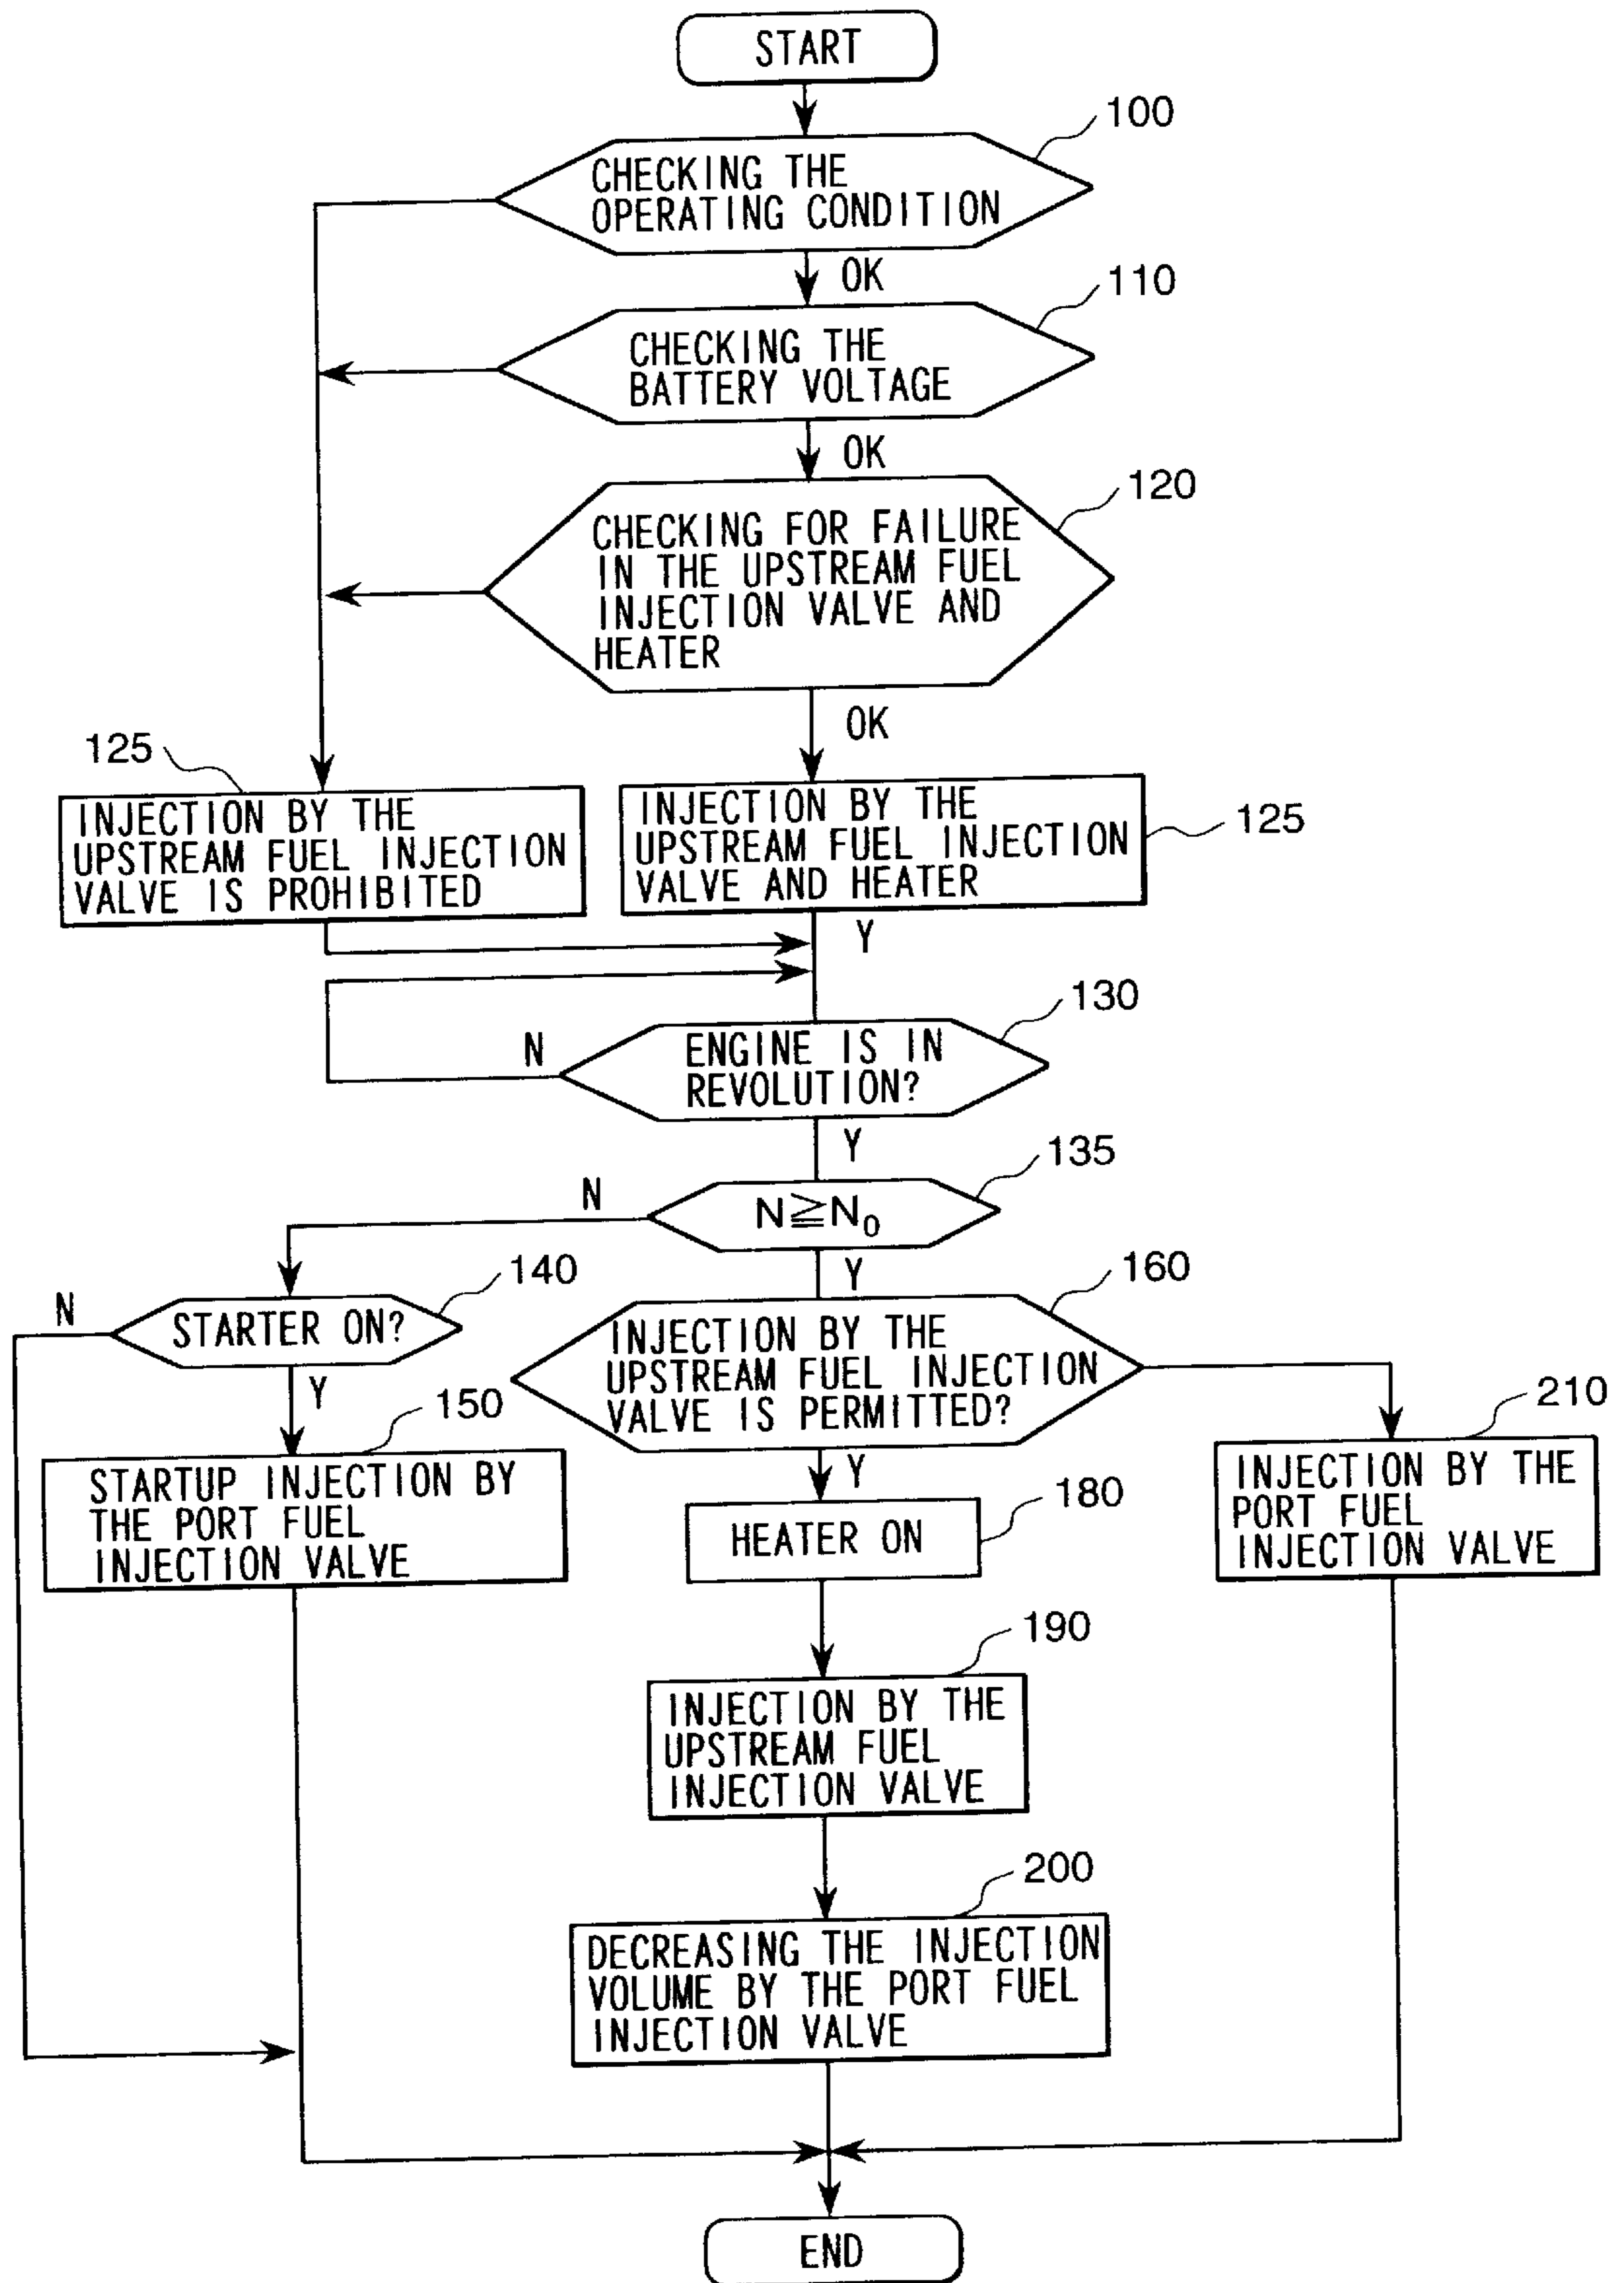 START
100
CHECKING THE
OPERATING CONDITION
OK
110
CHECKING THE
BATTERY VOLTAGE
OK
120
CHECKING FOR FAILURE
IN THE UPSTREAM FUEL
INJECTION VALVE AND
HEATER
OK
125
INJECTION BY THE
UPSTREAM FUEL INJECTION
VALVE IS PROHIBITED
INJECTION BY THE
UPSTREAM FUEL INJECTION
VALVE AND HEATER
125
Y
130
N
ENGINE IS IN
REVOLUTION?
Y
135
N
N≧N₀
Y
140
N
STARTER ON?
Y
160
INJECTION BY THE
UPSTREAM FUEL INJECTION
VALVE IS PERMITTED?
Y
150
STARTUP INJECTION BY
THE PORT FUEL
INJECTION VALVE
180
HEATER ON
210
INJECTION BY THE
PORT FUEL
INJECTION VALVE
190
INJECTION BY THE
UPSTREAM FUEL
INJECTION VALVE
200
DECREASING THE INJECTION
VOLUME BY THE PORT FUEL
INJECTION VALVE
END